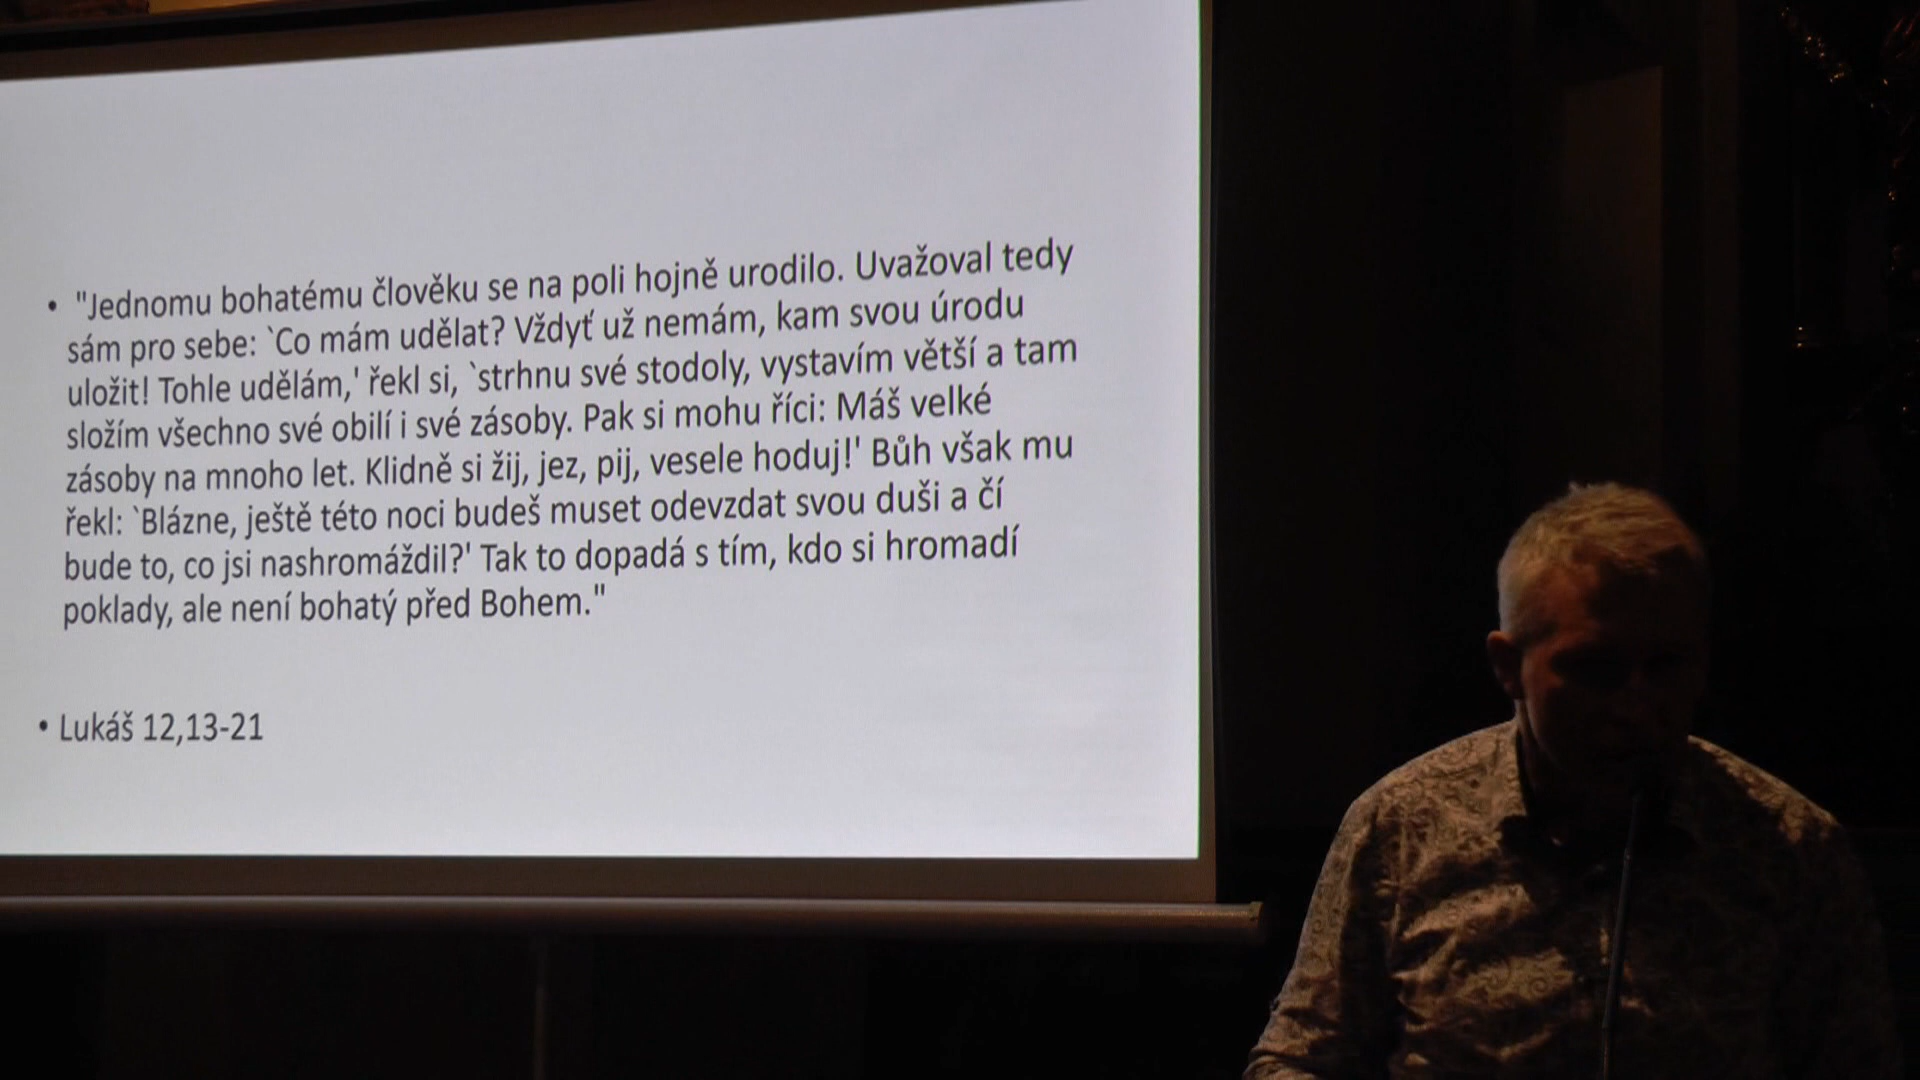 • "Jednomu bohatému člověku se na poli hojně urodilo. Uvažoval tedy
sám pro sebe: `Co mám udělat? Vždyť už nemám, kam svou úrodu
uložit! Tohle udělám,' řekl si, `strhnu své stodoly, vystavím větší a tam
složím všechno své obilí i své zásoby. Pak si mohu říci: Máš velké
zásoby na mnoho let. Klidně si žij, jez, pij, vesele hoduj!' Bůh však mu
řekl: `Blázne, ještě této noci budeš muset odevzdat svou duši a čí
bude to, co jsi nashromáždil?' Tak to dopadá s tím, kdo si hromadí
poklady, ale není bohatý před Bohem."
• Lukáš 12,13-21